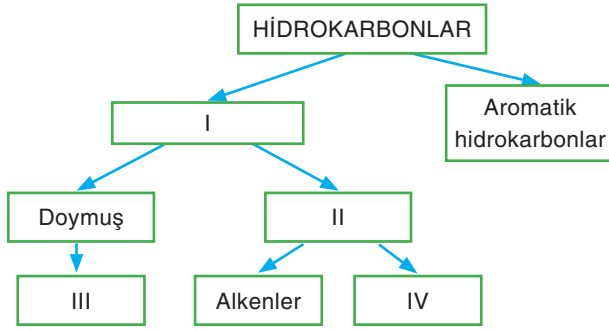 HİDROKARBONLAR
I
Aromatik
hidrokarbonlar
Doymuş
II
III
Alkenler
IV